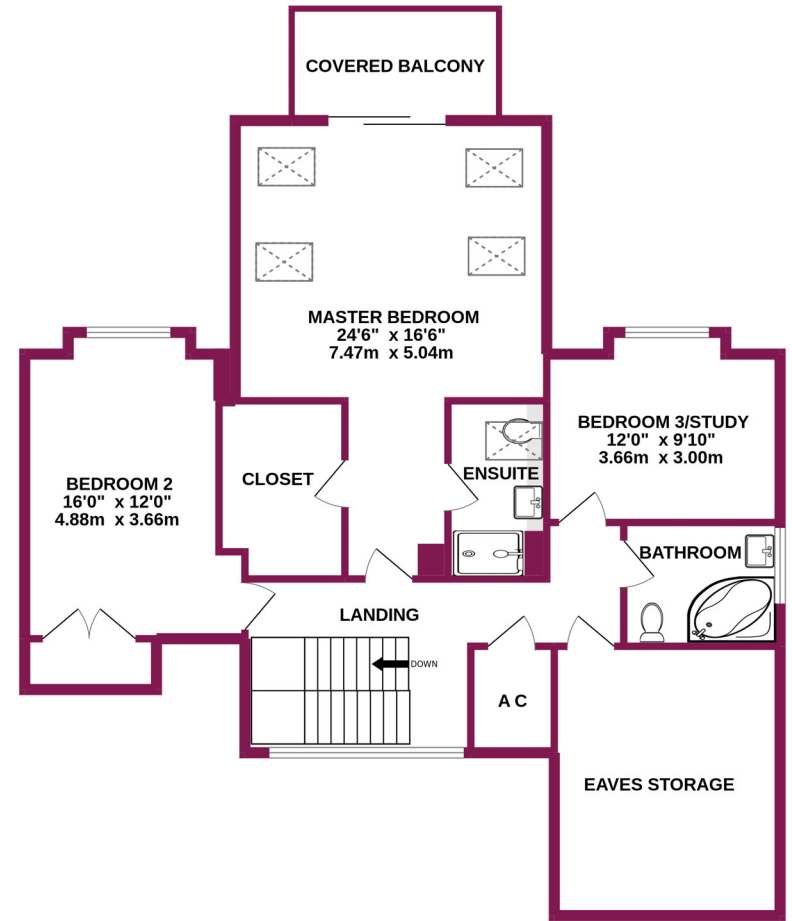 COVERED BALCONY
MASTER BEDROOM
24'6" x 16'6"
7.47m x 5.04m
BEDROOM 3/STUDY
12'0" x 9'10"
3.66m x 3.00m
CLOSET
ENSUITE
BEDROOM 2
16'0" x 12'0"
4.88m x 3.66m
BATHROOM
LANDING
DOWN
A C
EAVES STORAGE